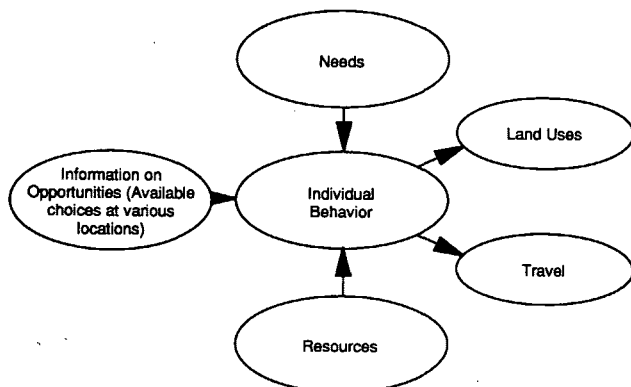 Needs
Land Uses
Information on
Opportunities (Available
choices at various
locations)
Individual
Behavior
Travel
Resources